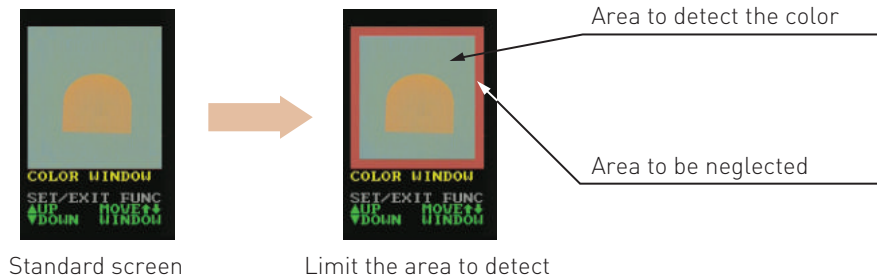 Area to detect the color
COLOR WINDOW
SET/EXIT FUNC
▲UP MOVE⬆⬇
▼DOWN WINDOW
Standard screen
COLOR WINDOW
SET/EXIT FUNC
▲UP MOVE⬆⬇
▼DOWN WINDOW
Limit the area to detect
Area to be neglected